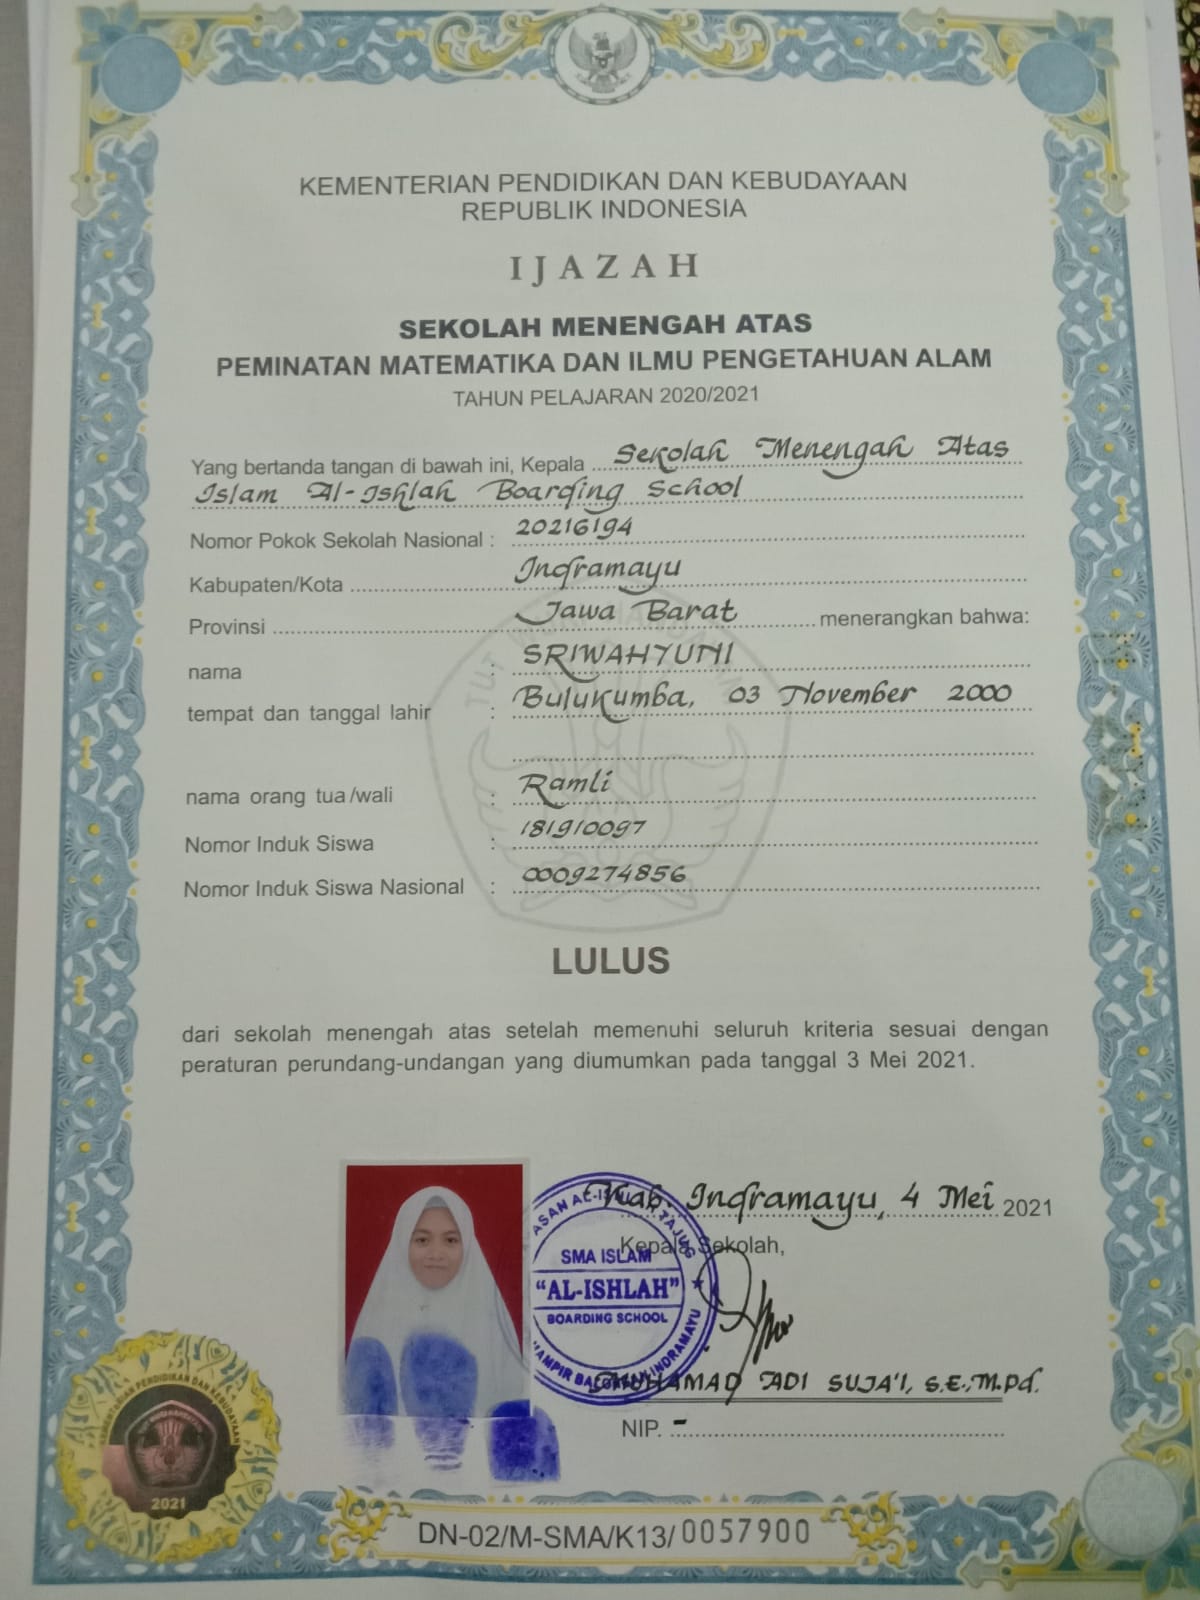 KEMENTERIAN PENDIDIKAN DAN KEBUDAYAAN
REPUBLIK INDONESIA
IJAZAH
SEKOLAH MENENGAH ATAS
PEMINATAN MATEMATIKA DAN ILMU PENGETAHUAN ALAM
TAHUN PELAJARAN 2020/2021
Yang bertanda tangan di bawah ini, Kepala Sekolah Menengah Atas
Islam Al-Ishlah Boarding School
Nomor Pokok Sekolah Nasional : 20216194
Kabupaten/Kota Indramayu
Provinsi Jawa Barat menerangkan bahwa:
nama : SRIWAHYUNI
tempat dan tanggal lahir : Bulukumba, 03 November 2000
nama orang tua/wali : Ramli
Nomor Induk Siswa : 181910097
Nomor Induk Siswa Nasional : 0009274856
LULUS
dari sekolah menengah atas setelah memenuhi seluruh kriteria sesuai dengan
peraturan perundang-undangan yang diumumkan pada tanggal 3 Mei 2021.
Kab. Indramayu, 4 Mei 2021
Kepala Sekolah,
SMA ISLAM
"AL-ISHLAH"
BOARDING SCHOOL
MUHAMAD ADI SUJA'I, S.E., M.Pd.
NIP. -
KEMENTERIAN PENDIDIKAN DAN KEBUDAYAAN
2021
DN-02/M-SMA/K13/0057900